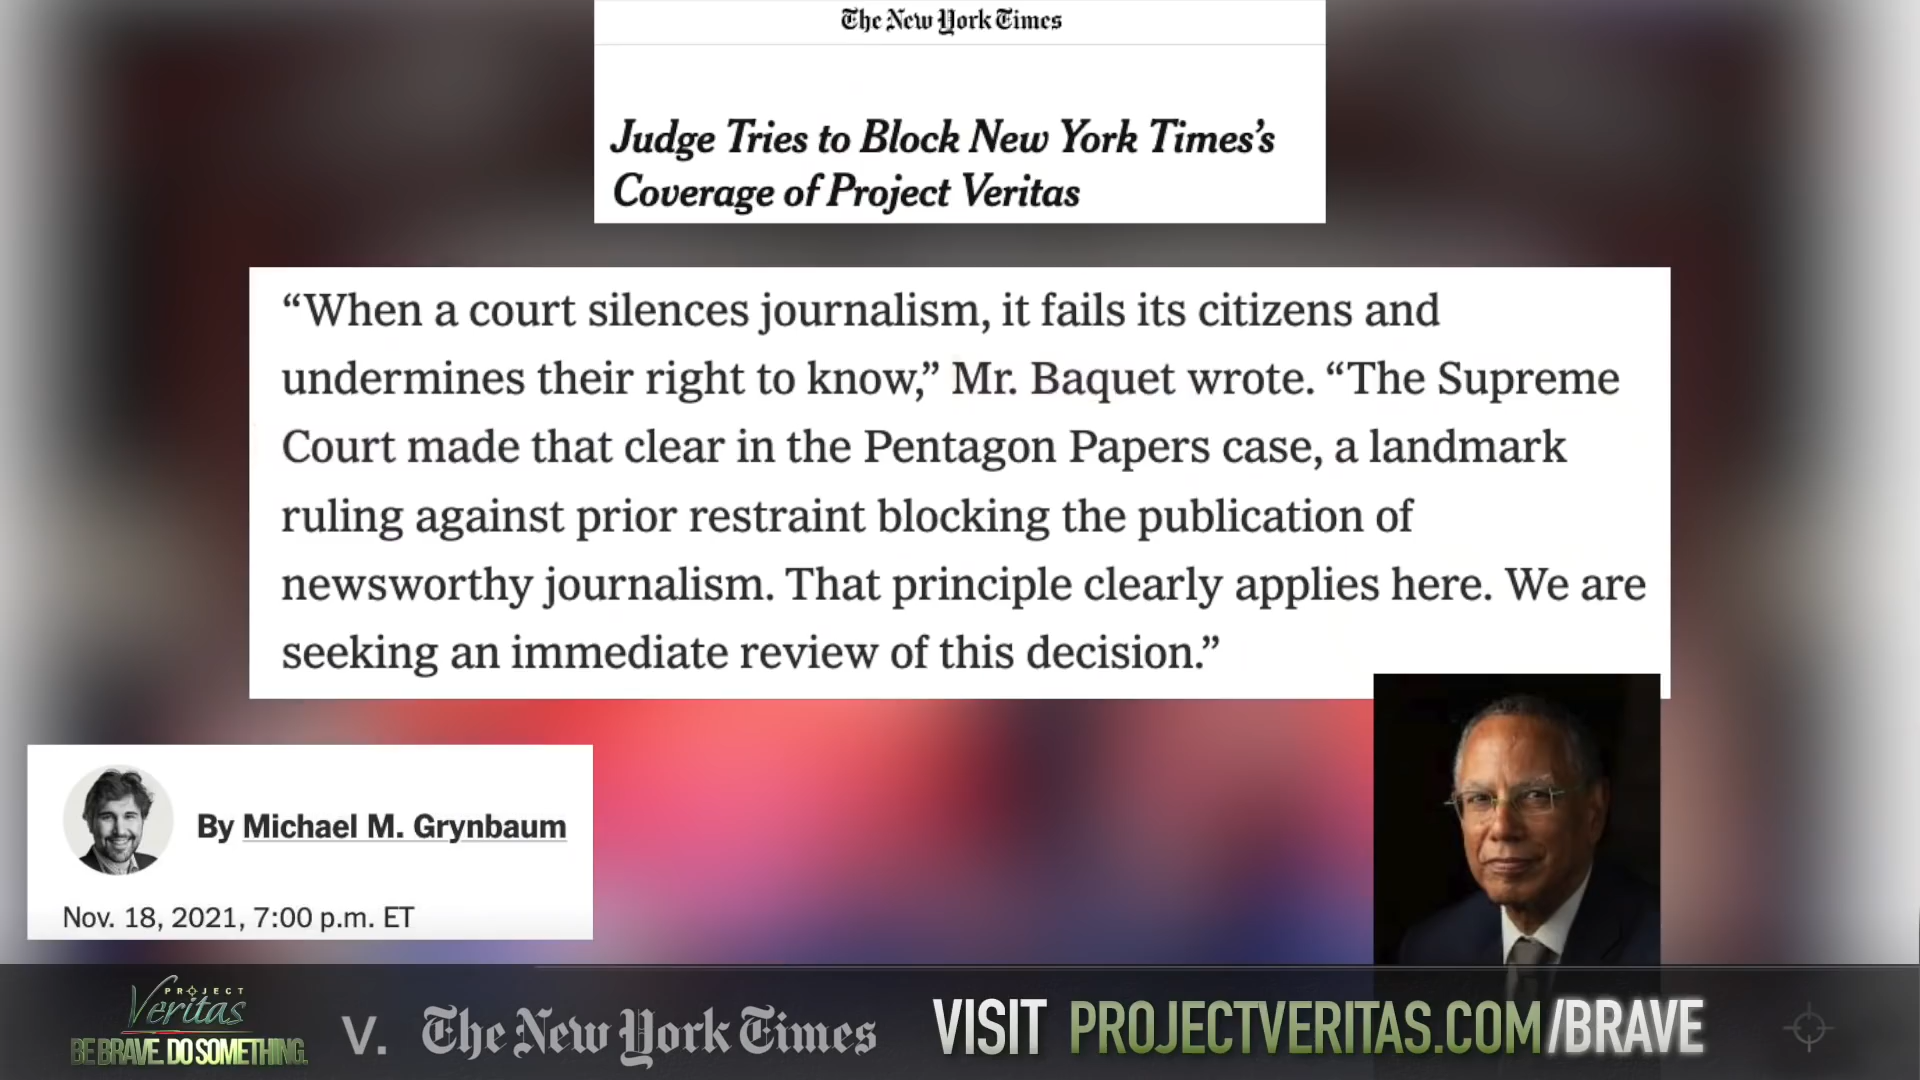 The New York Times
Judge Tries to Block New York Times’s
Coverage of Project Veritas
“When a court silences journalism, it fails its citizens and
undermines their right to know,” Mr. Baquet wrote. “The Supreme
Court made that clear in the Pentagon Papers case, a landmark
ruling against prior restraint blocking the publication of
newsworthy journalism. That principle clearly applies here. We are
seeking an immediate review of this decision.”
By Michael M. Grynbaum
Nov. 18, 2021, 7:00 p.m. ET
PROJECT
Veritas
BE BRAVE. DO SOMETHING.
V. The New York Times
VISIT PROJECTVERITAS.COM/BRAVE